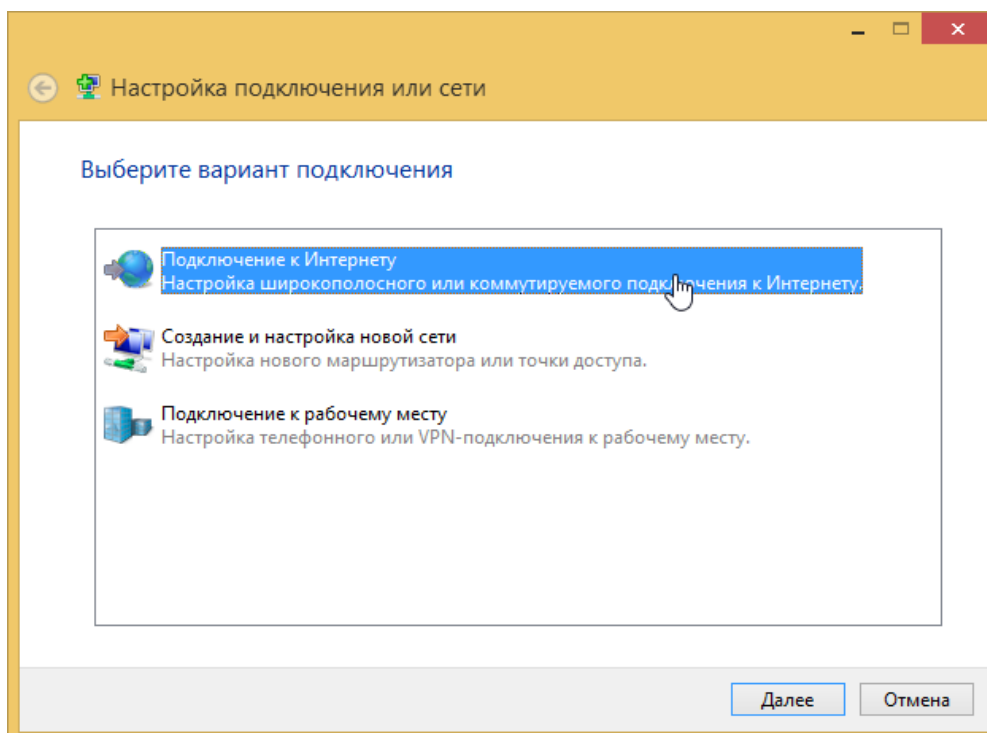 Настройка подключения или сети
Выберите вариант подключения
Подключение к Интернету
Настройка широкополосного или коммутируемого подключения к Интернету.
Создание и настройка новой сети
Настройка нового маршрутизатора или точки доступа.
Подключение к рабочему месту
Настройка телефонного или VPN-подключения к рабочему месту.
Далее
Отмена